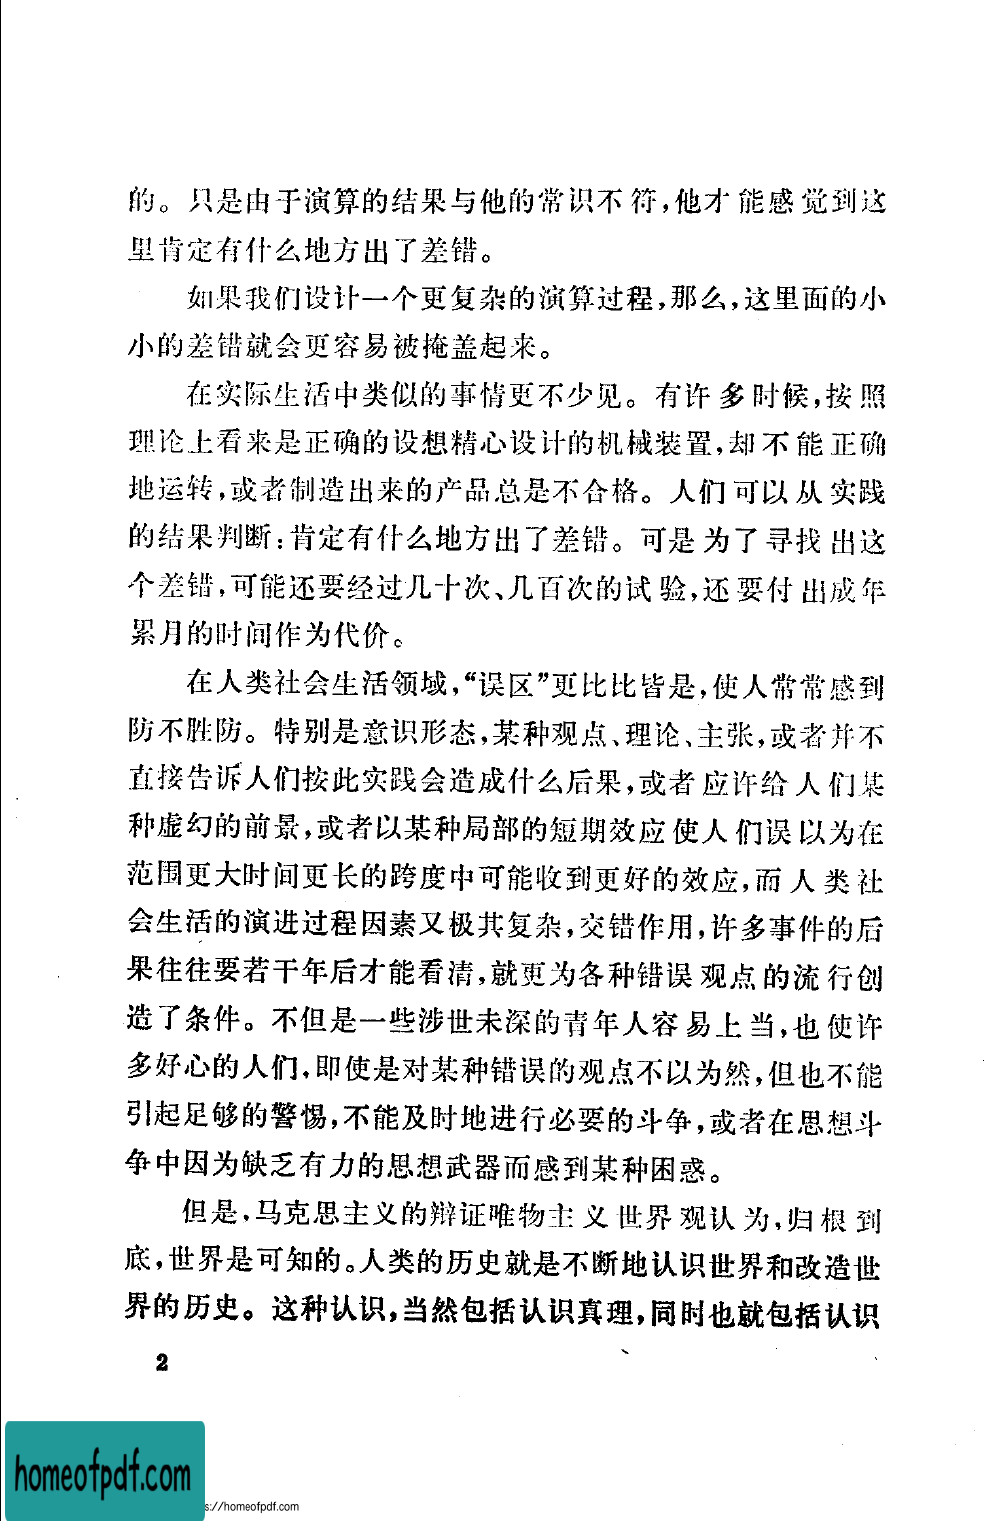 的。只是由于演算的结果与他的常识不符,他才能感觉到这
里肯定有什么地方出了差错。
如果我们设计一个更复杂的演算过程,那么,这里面的小
小的差错就会更容易被掩盖起来。
在实际生活中类似的事情更不少见。有许多时候,按照
理论上看来是正确的设想精心设计的机械装置,却不能正确
地运转,或者制造出来的产品总是不合格。人们可以从实践
的结果判断:肯定有什么地方出了差错。可是为了寻找出这
个差错,可能还要经过几十次、几百次的试验,还要付出成年
累月的时间作为代价。
在人类社会生活领域,“误区”更比比皆是,使人常常感到
防不胜防。特别是意识形态,某种观点、理论、主张,或者并不
直接告诉人们按此实践会造成什么后果,或者应许给人们某
种虚幻的前景,或者以某种局部的短期效应使人们误以为在
范围更大时间更长的跨度中可能收到更好的效应,而人类社
会生活的演进过程因素又极其复杂,交错作用,许多事件的后
果往往要若干年后才能看清,就更为各种错误观点的流行创
造了条件。不但是一些涉世未深的青年人容易上当,也使许
多好心的人们,即使是对某种错误的观点不以为然,但也不能
引起足够的警惕,不能及时地进行必要的斗争,或者在思想斗
争中因为缺乏有力的思想武器而感到某种困惑。
但是,马克思主义的辩证唯物主义世界观认为,归根到
底,世界是可知的。人类的历史就是不断地认识世界和改造世
界的历史。这种认识,当然包括认识真理,同时也就包括认识
2
homeofpdf.com
s://homeofpdf.com